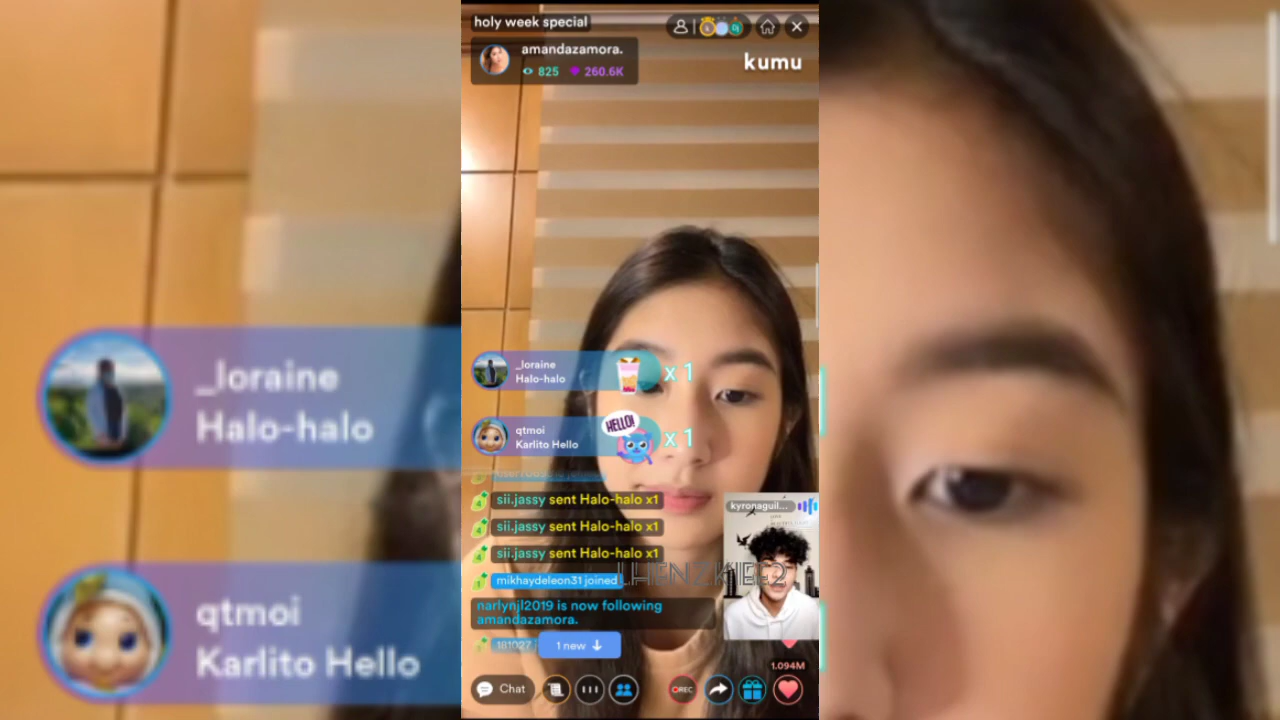 holy week special
amandazamora.
825 260.6K
kumu
_loraine
Halo-halo
x 1
qtmoi
Karlito Hello
HELLO!
x 1
sii.jassy sent Halo-halo x1
sii.jassy sent Halo-halo x1
sii.jassy sent Halo-halo x1
mikhaydeleon31 joined
narlynjl2019 is now following
amandazamora.
181027
1 new
kyronaguil...
1.094M
Chat
REC
_loraine
Halo-halo
qtmoi
Karlito Hello